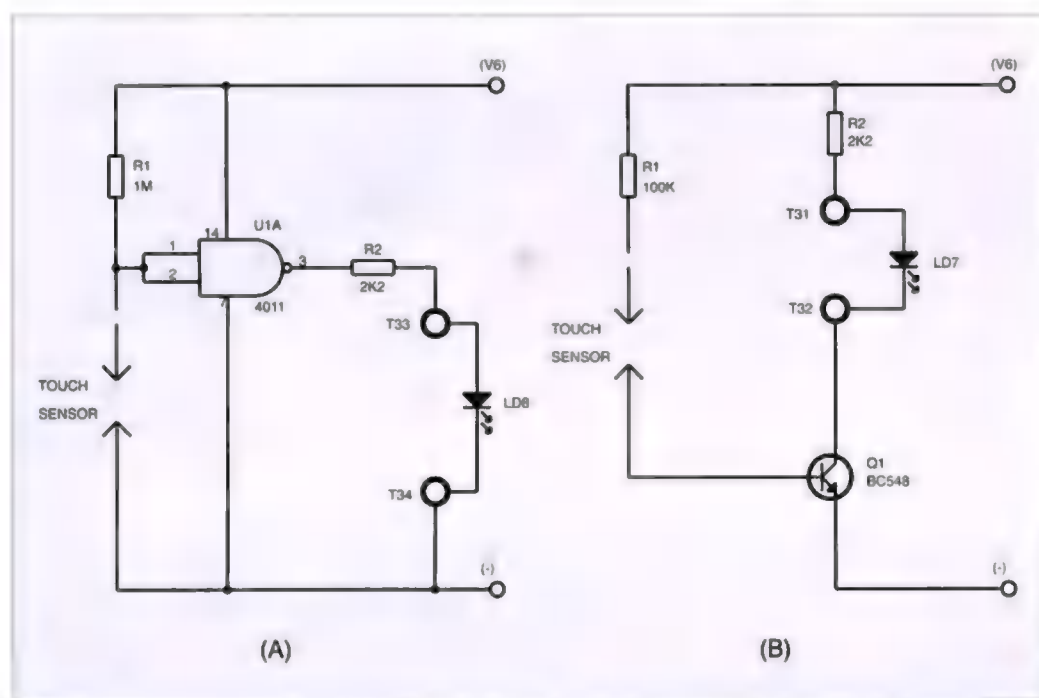 (V6)
R1
1M
U1A
14
1
2
3
7
4011
R2
2K2
T33
TOUCH
SENSOR
LD8
T34
(-)
(A)
(V6)
R2
2K2
R1
100K
T31
LD7
T32
TOUCH
SENSOR
Q1
BC548
(-)
(B)